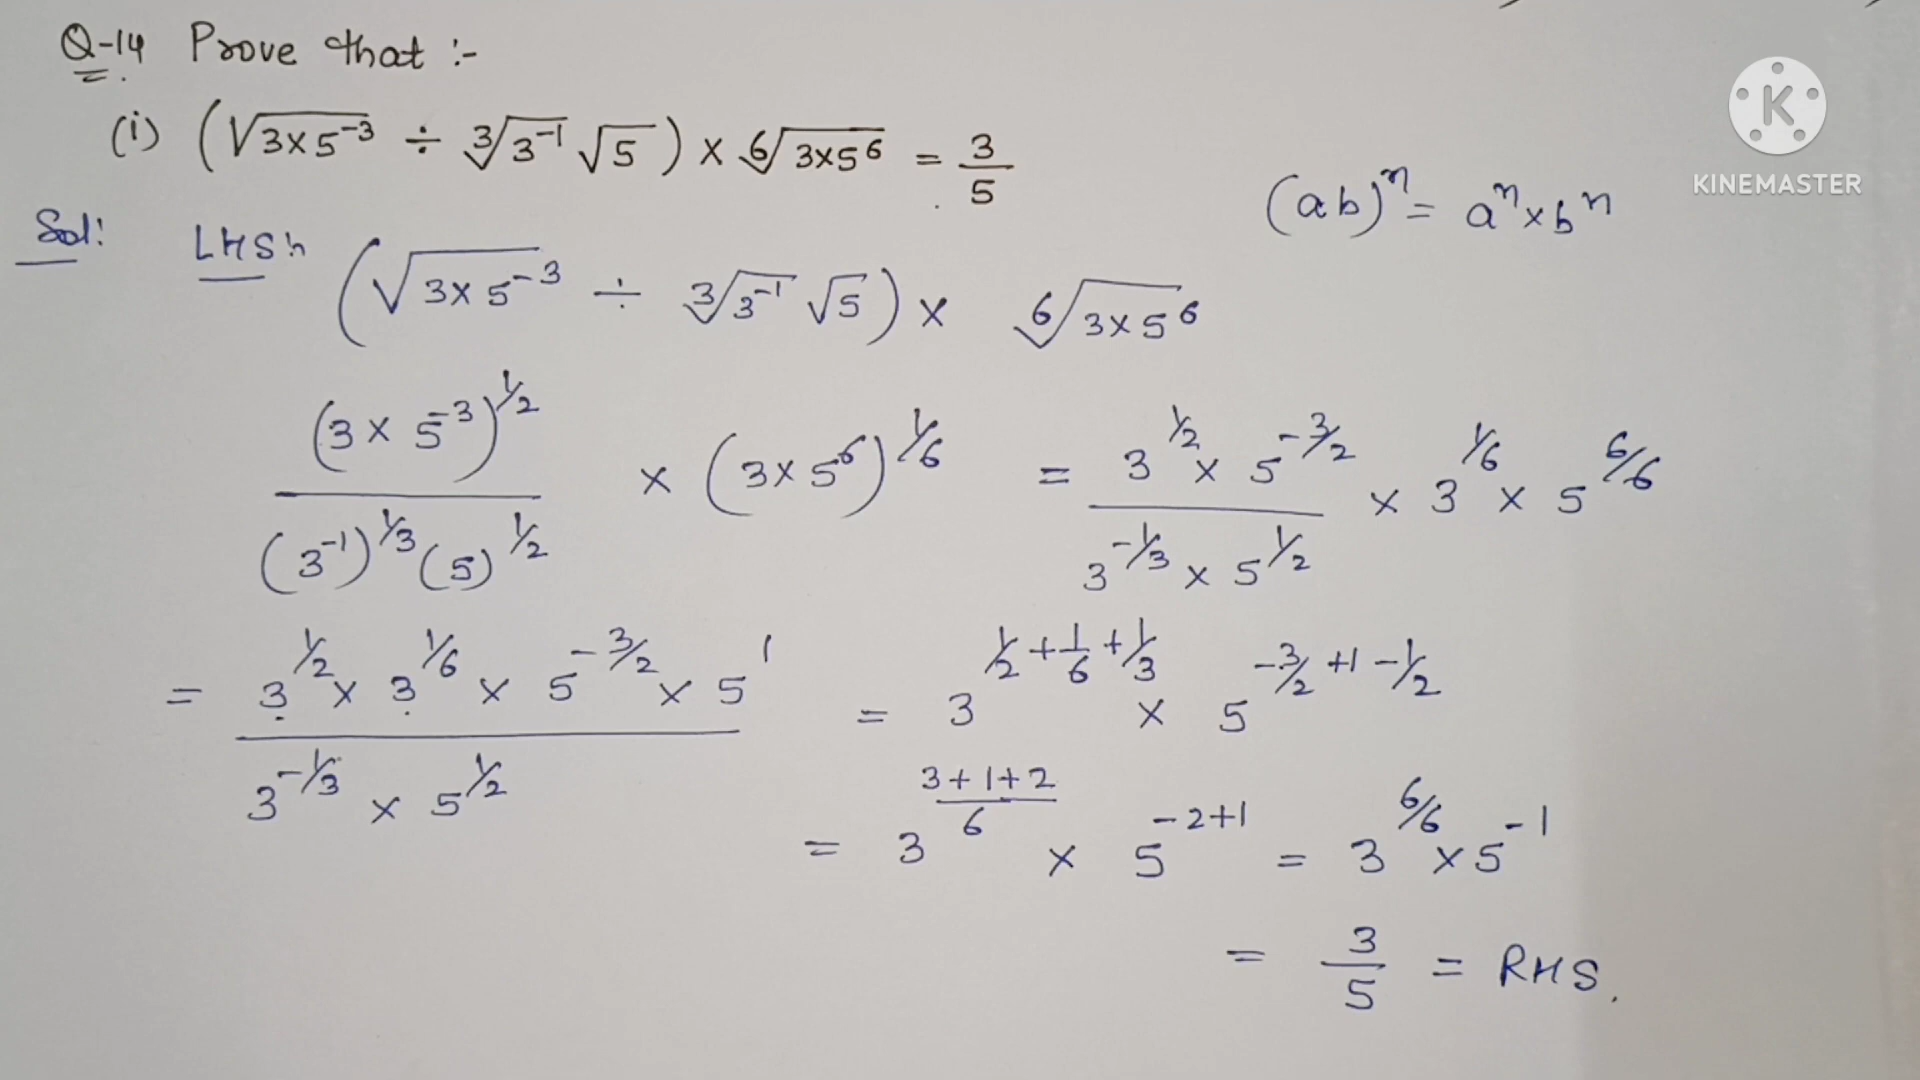 Q-14 Prove that :-
(i) (√(3×5⁻³) ÷ ∛(3⁻¹) √5) × ⁶√(3×5⁶) = 3/5
(ab)ⁿ = aⁿ×bⁿ
KINEMASTER
Sol: LHS:- (√(3×5⁻³) ÷ ∛(3⁻¹) √5) × ⁶√(3×5⁶)
(3×5⁻³)^(1/2) / (3⁻¹)^(1/3) (5)^(1/2) × (3×5⁶)^(1/6) = 3^(1/2) × 5^(-3/2) / 3^(-1/3) × 5^(1/2) × 3^(1/6) × 5^(6/6)
= 3^(1/2) × 3^(1/6) × 5^(-3/2) × 5^1 / 3^(-1/3) × 5^(1/2) = 3^(1/2+1/6+1/3) × 5^(-3/2+1-1/2)
= 3^((3+1+2)/6) × 5^(-2+1) = 3^(6/6) × 5^(-1)
= 3/5 = RHS.